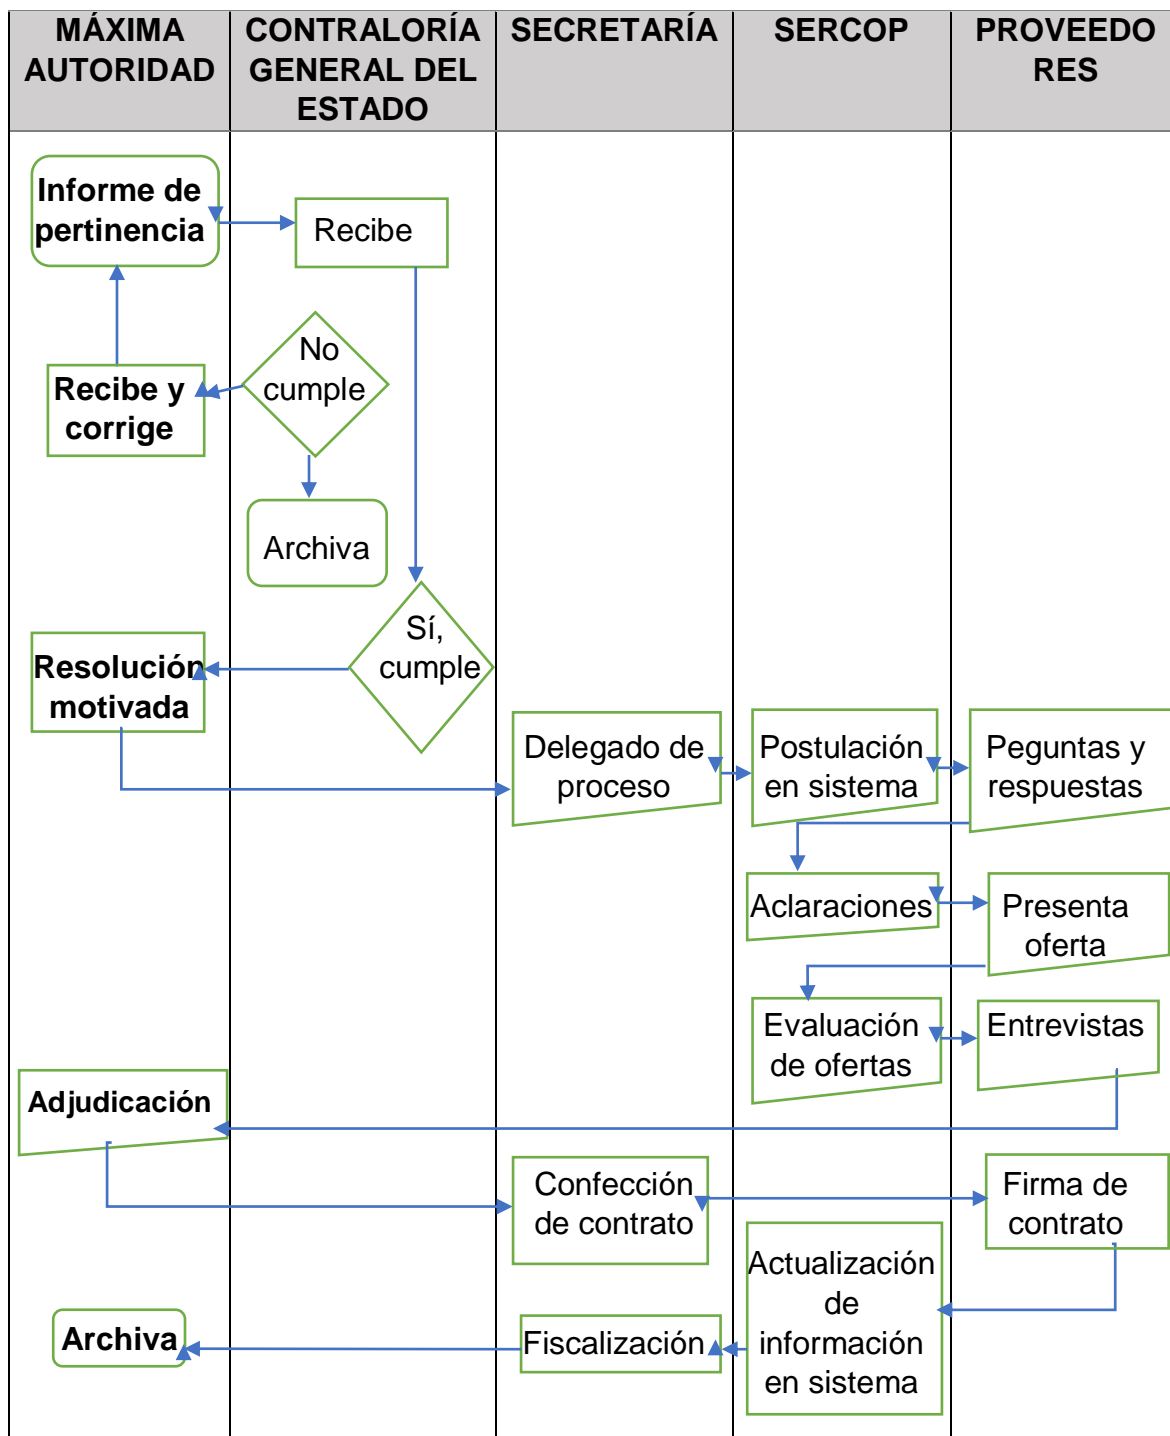 MÁXIMA
AUTORIDAD
CONTRALORÍA
GENERAL DEL
ESTADO
SECRETARÍA
SERCOP
PROVEEDO
RES
Informe de
pertinencia
Recibe
No
cumple
Recibe y
corrige
Archiva
Sí,
cumple
Resolución
motivada
Delegado de
proceso
Postulación
en sistema
Peguntas y
respuestas
Aclaraciones
Presenta
oferta
Evaluación
de ofertas
Entrevistas
Adjudicación
Confección
de contrato
Firma de
contrato
Actualización
de
información
en sistema
Fiscalización
Archiva